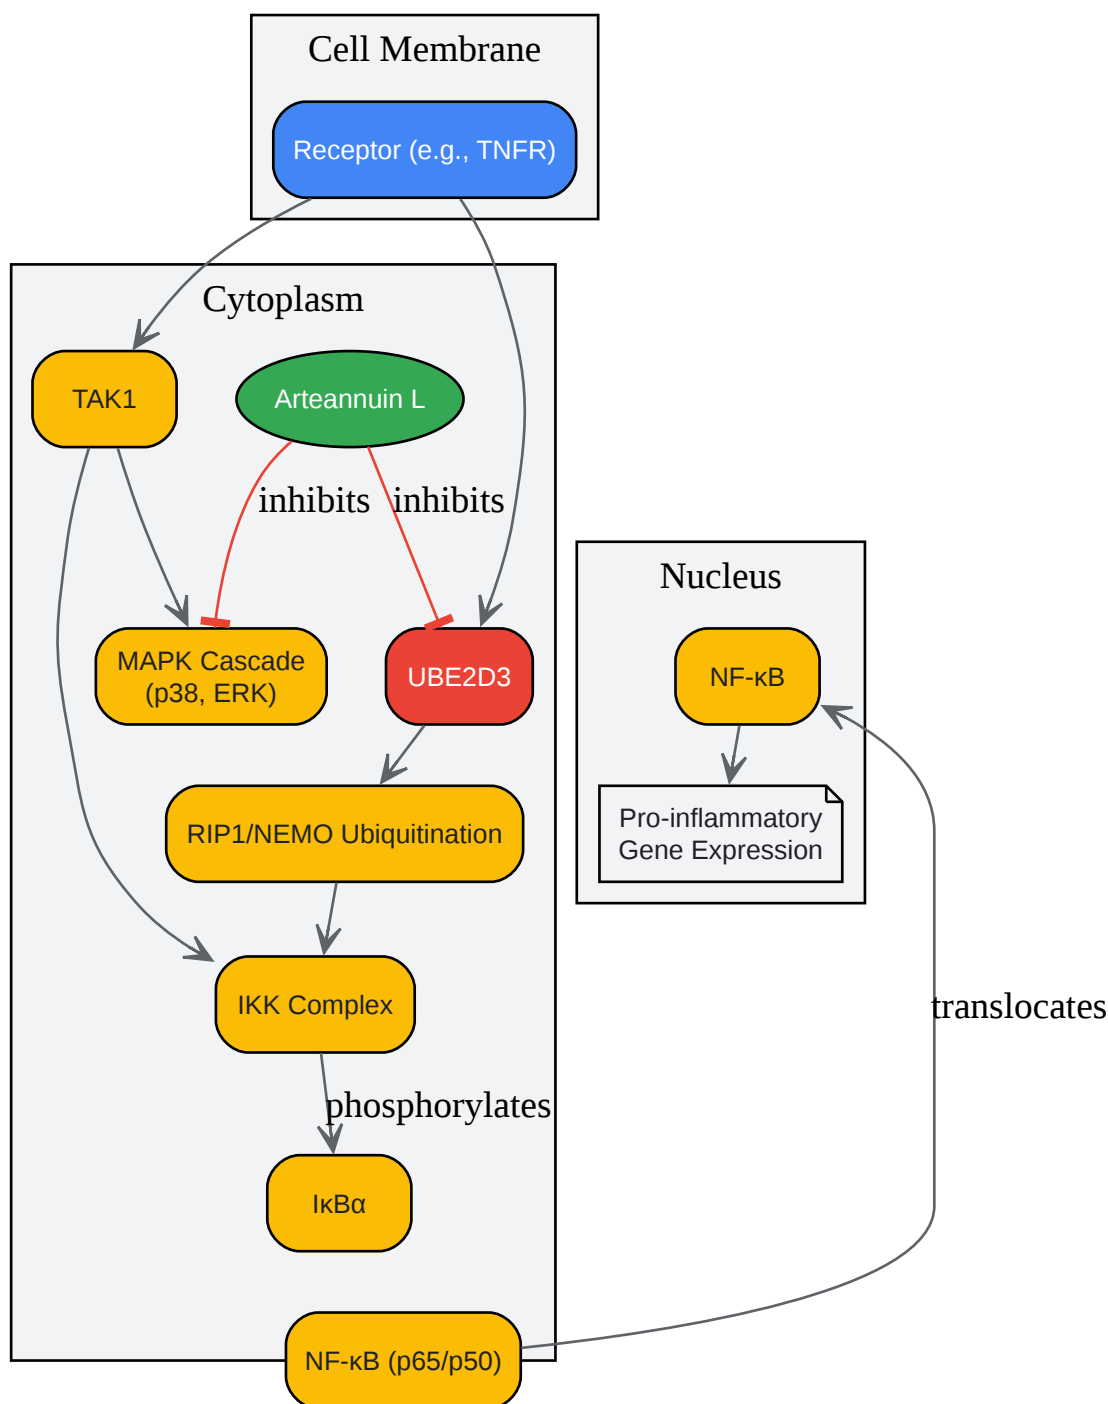 Cell Membrane
Receptor (e.g., TNFR)
Cytoplasm
TAK1
Arteannuin L
inhibits
inhibits
MAPK Cascade
(p38, ERK)
UBE2D3
Nucleus
NF-κB
RIP1/NEMO Ubiquitination
Pro-inflammatory
Gene Expression
IKK Complex
translocates
phosphorylates
IκBα
NF-κB (p65/p50)